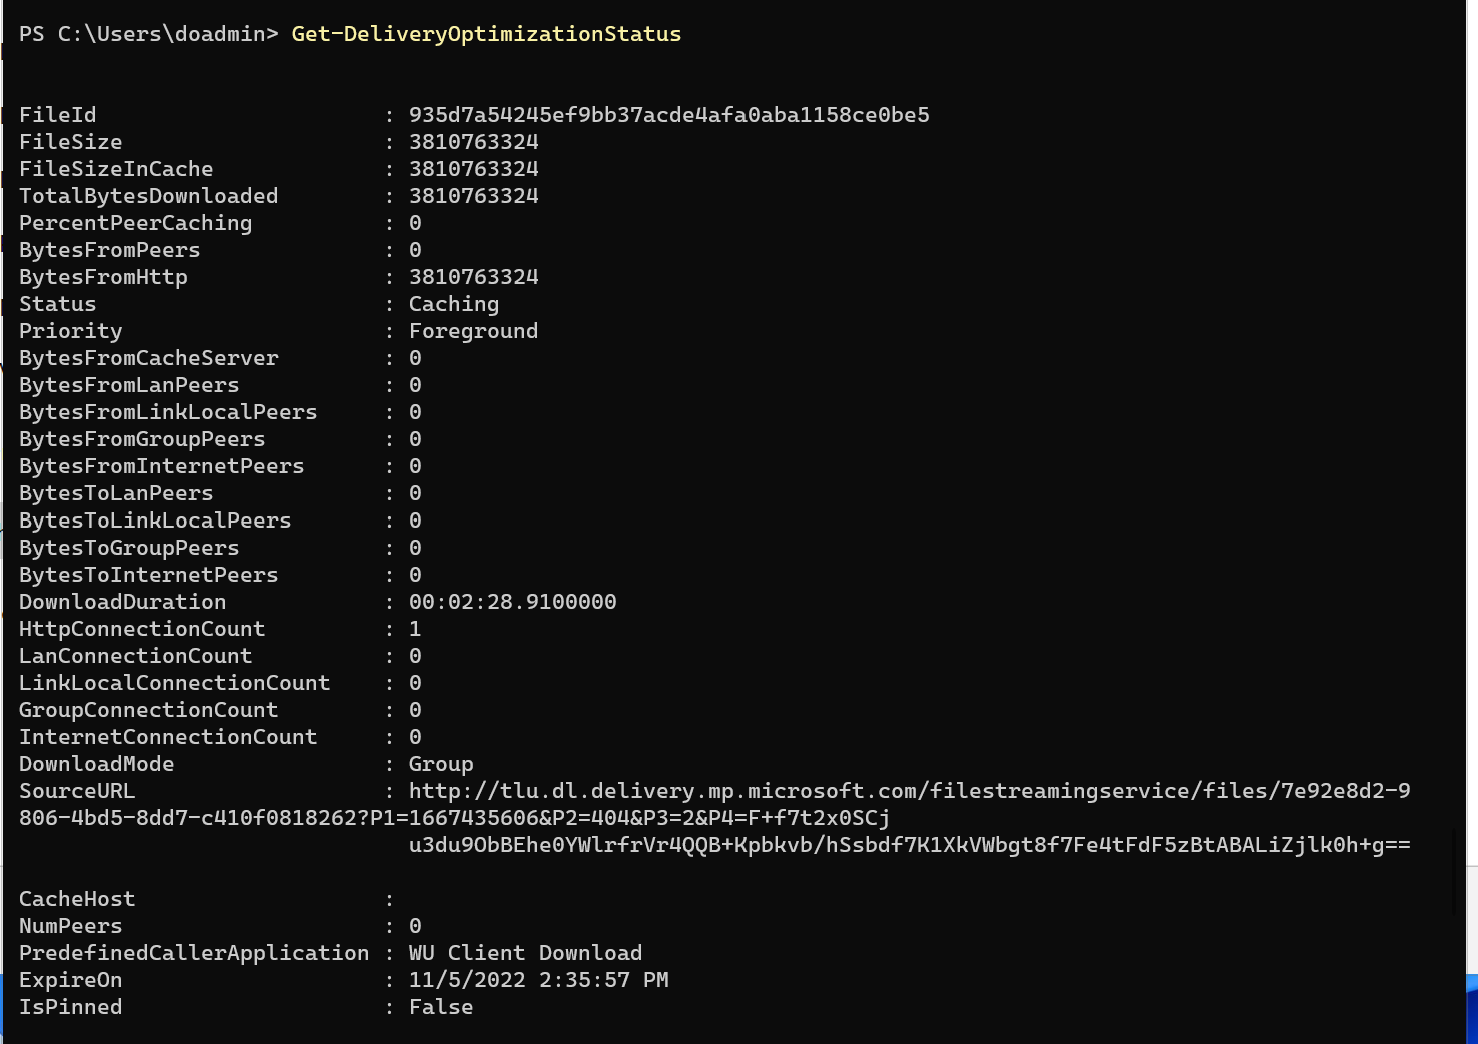 PS C:\Users\doadmin> Get-DeliveryOptimizationStatus
FileId : 935d7a54245ef9bb37acde4afa0aba1158ce0be5
FileSize : 3810763324
FileSizeInCache : 3810763324
TotalBytesDownloaded : 3810763324
PercentPeerCaching : 0
BytesFromPeers : 0
BytesFromHttp : 3810763324
Status : Caching
Priority : Foreground
BytesFromCacheServer : 0
BytesFromLanPeers : 0
BytesFromLinkLocalPeers : 0
BytesFromGroupPeers : 0
BytesFromInternetPeers : 0
BytesToLanPeers : 0
BytesToLinkLocalPeers : 0
BytesToGroupPeers : 0
BytesToInternetPeers : 0
DownloadDuration : 00:02:28.9100000
HttpConnectionCount : 1
LanConnectionCount : 0
LinkLocalConnectionCount : 0
GroupConnectionCount : 0
InternetConnectionCount : 0
DownloadMode : Group
SourceURL : http://tlu.dl.delivery.mp.microsoft.com/filestreamingservice/files/7e92e8d2-9
806-4bd5-8dd7-c410f0818262?P1=1667435606&P2=404&P3=2&P4=F+f7t2x0SCj
u3du9ObBEhe0YWlrfrVr4QQB+Kpbkvb/hSsbdf7K1XkVWbgt8f7Fe4tFdF5zBtABALiZjlk0h+g==
CacheHost :
NumPeers : 0
PredefinedCallerApplication : WU Client Download
ExpireOn : 11/5/2022 2:35:57 PM
IsPinned : False